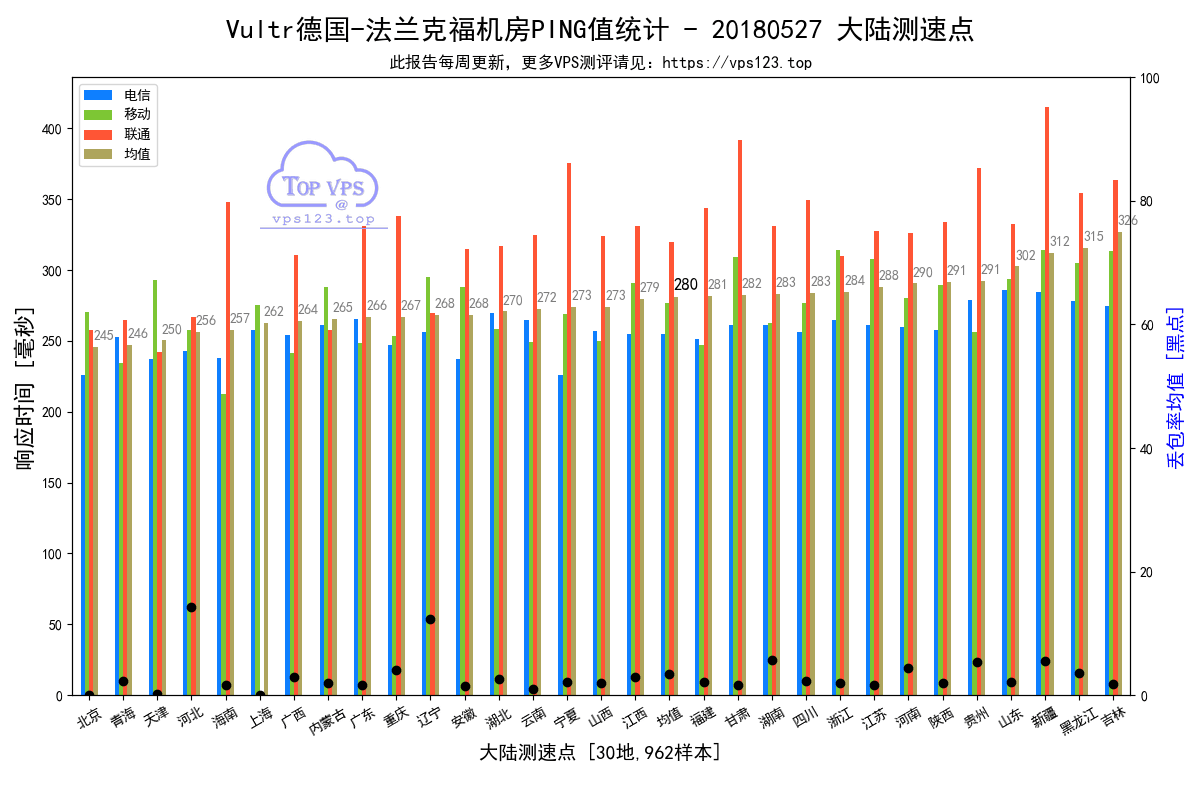 Vultr德国-法兰克福机房PING值统计 - 20180527 大陆测速点
此报告每周更新，更多VPS测评请见：https://vps123.top
电信
移动
联通
均值
TOP VPS
@
vps123.top
响应时间 [毫秒]
400
350
300
250
200
150
100
50
0
245
246
250
256
257
262
264
265
266
267
268
268
270
272
273
273
279
280
281
282
283
283
284
288
290
291
291
302
312
315
326
100
80
60
40
20
0
丢包率均值 [黑点]
北京
青海
天津
河北
海南
上海
广西
内蒙古
广东
重庆
辽宁
安徽
湖北
云南
宁夏
山西
江西
均值
福建
甘肃
湖南
四川
浙江
江苏
河南
陕西
贵州
山东
新疆
黑龙江
吉林
大陆测速点 [30地,962样本]